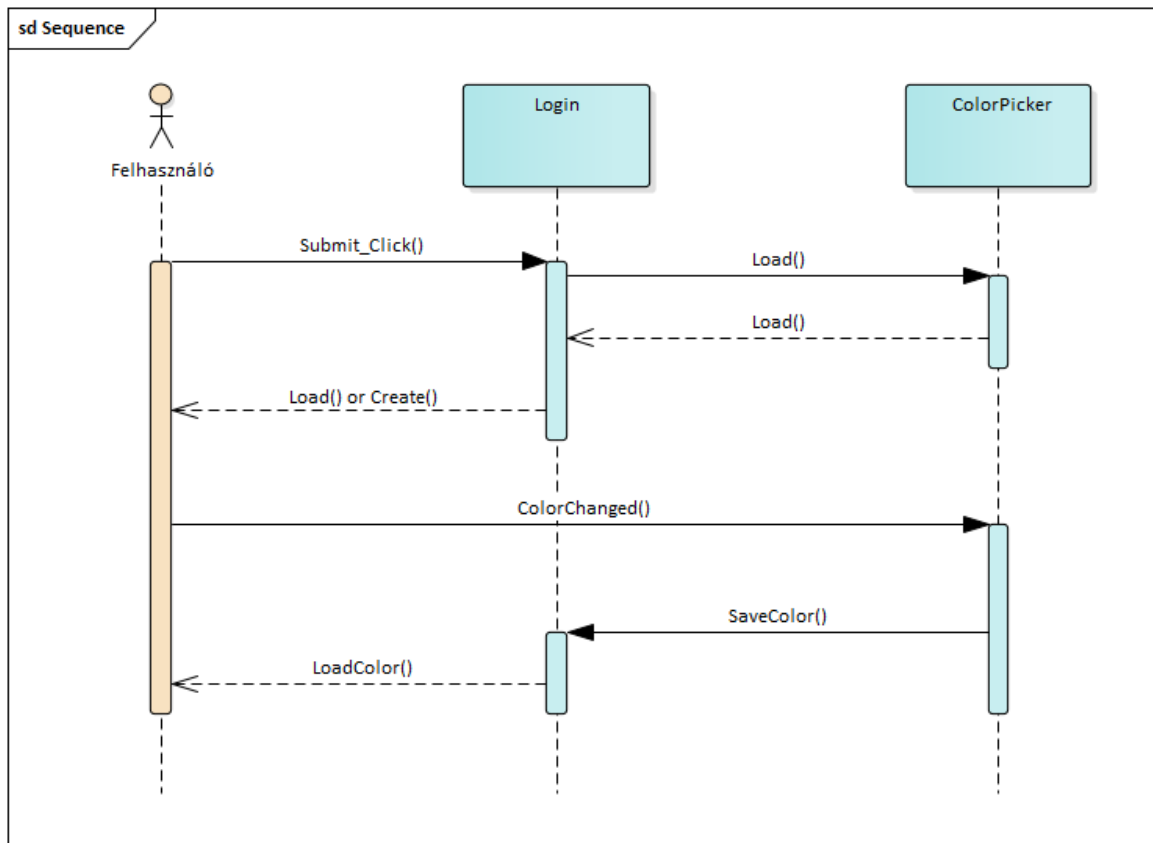 sd Sequence
Login
ColorPicker
Felhasználó
Submit_Click()
Load()
Load()
Load() or Create()
ColorChanged()
SaveColor()
LoadColor()